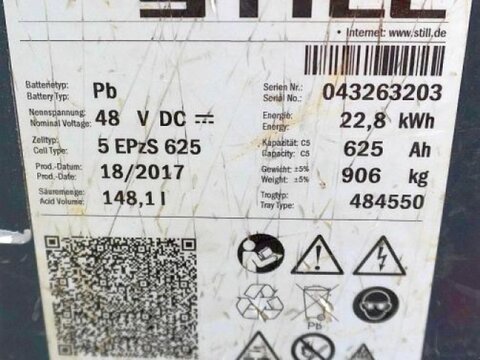 STILL
• Internet: www.still.de
Batterietyp: Pb Serien Nr.: 043263203
Battery Type: Serial No.:
Nennspannung: 48 V DC ⎓ Energie: 22,8 kWh
Nominal Voltage: Energy:
Zelltyp: 5 EPzS 625 Kapazität: C5 625 Ah
Cell Type: Capacity: C5
Prod.-Datum: 18/2017 Gewicht: ±5% 906 kg
Prod.-Date: Weight: ±5%
Säuremenge: 148,1 l Trogtyp: 484550
Acid Volume: Tray Type:
Pb